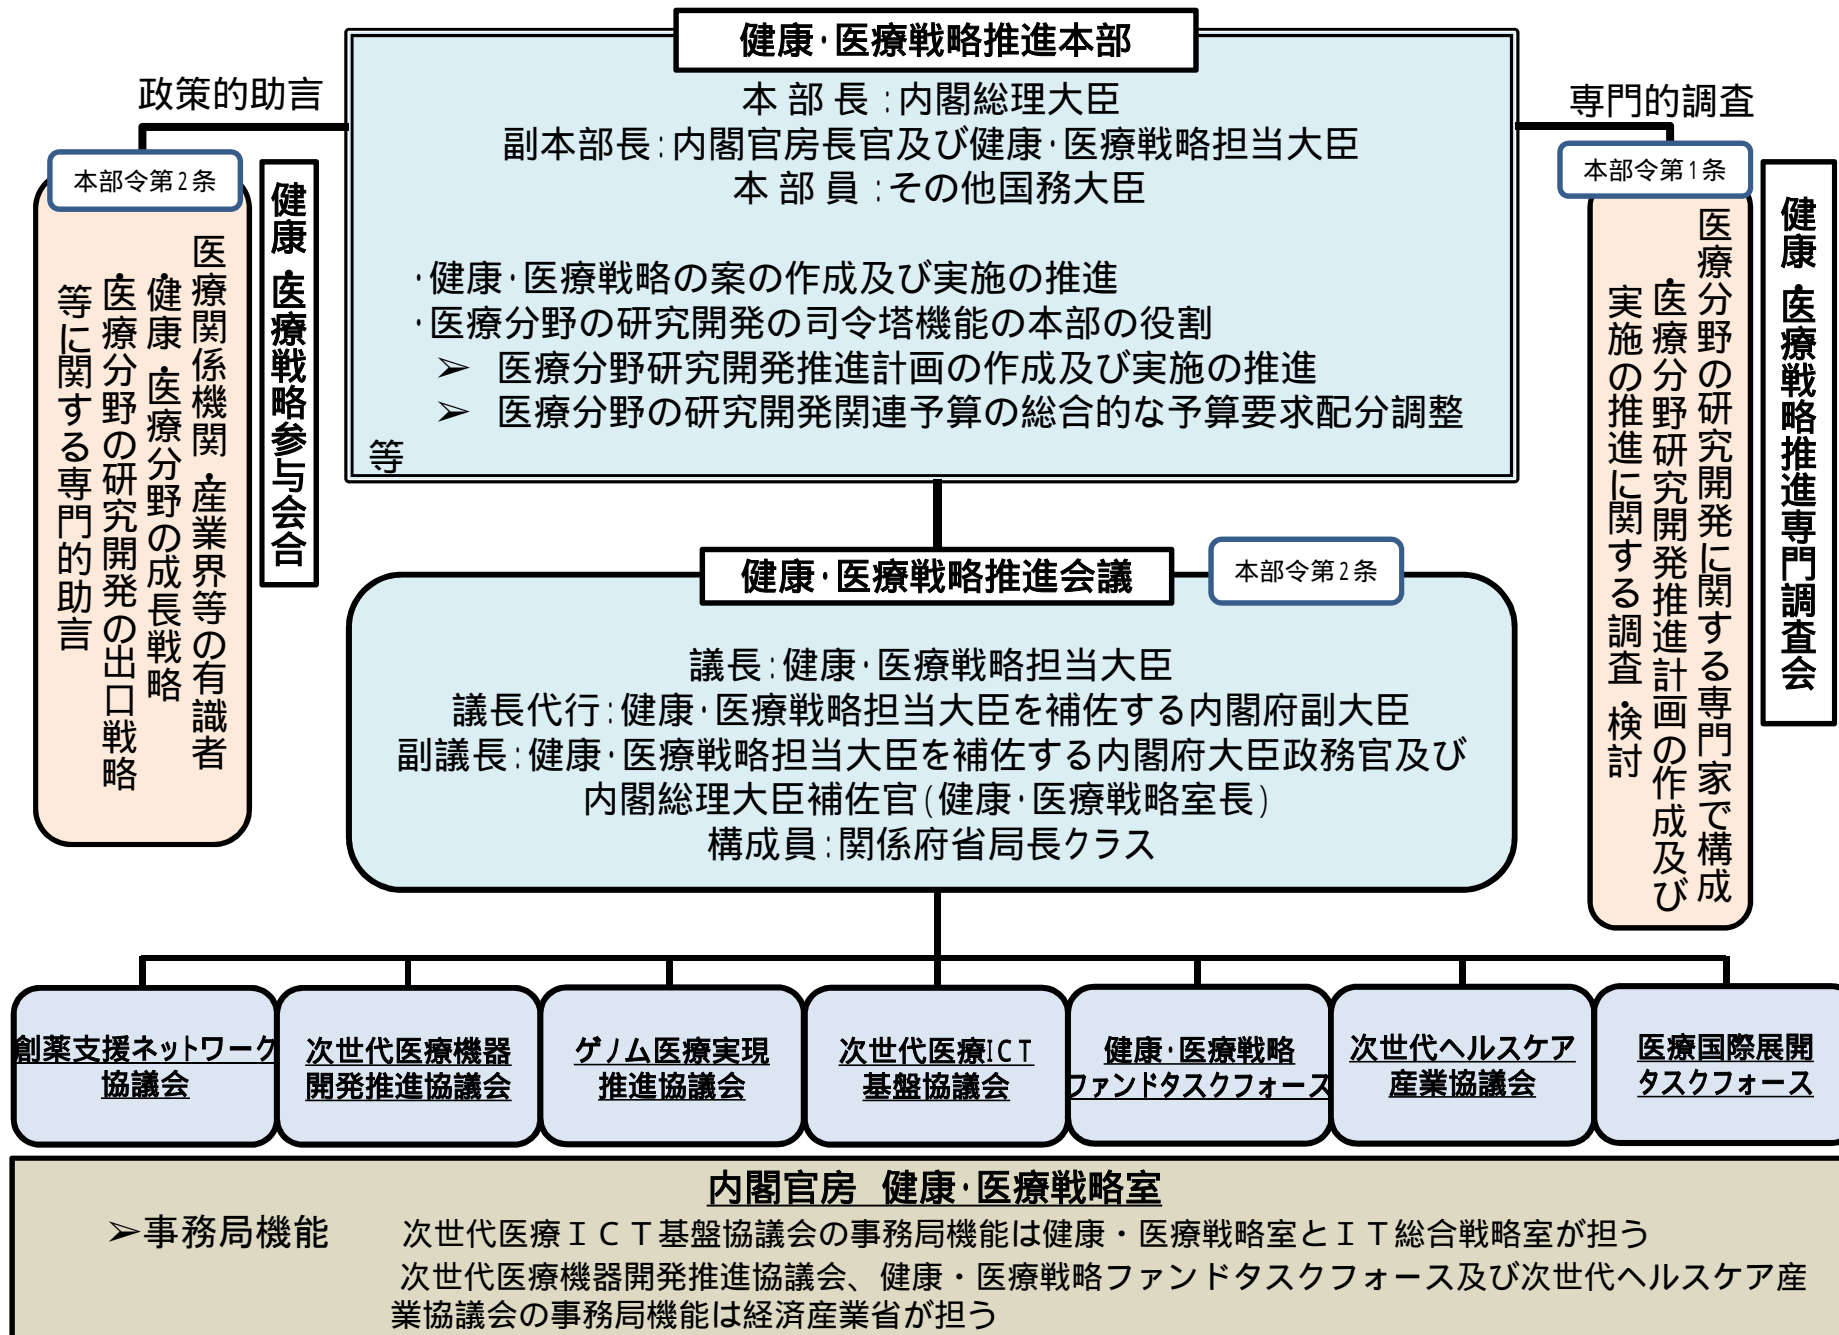 健康・医療戦略推進本部
本部長：内閣総理大臣
副本部長：内閣官房長官及び健康・医療戦略担当大臣
本部員：その他国務大臣
・健康・医療戦略の案の作成及び実施の推進
・医療分野の研究開発の司令塔機能の本部の役割
➢ 医療分野研究開発推進計画の作成及び実施の推進
➢ 医療分野の研究開発関連予算の総合的な予算要求配分調整
等
政策的助言
本部令第2条
健康・医療戦略参与会合
医療関係機関・産業界等の有識者
・健康・医療分野の成長戦略
・医療分野の研究開発の出口戦略
等に関する専門的助言
専門的調査
本部令第1条
健康・医療戦略推進専門調査会
医療分野の研究開発に関する専門家で構成
・医療分野研究開発推進計画の作成及び
実施の推進に関する調査・検討
健康・医療戦略推進会議
本部令第2条
議長：健康・医療戦略担当大臣
議長代行：健康・医療戦略担当大臣を補佐する内閣府副大臣
副議長：健康・医療戦略担当大臣を補佐する内閣府大臣政務官及び
内閣総理大臣補佐官（健康・医療戦略室長）
構成員：関係府省局長クラス
創薬支援ネットワーク
協議会
次世代医療機器
開発推進協議会
ゲノム医療実現
推進協議会
次世代医療ICT
基盤協議会
健康・医療戦略
ファンドタスクフォース
次世代ヘルスケア
産業協議会
医療国際展開
タスクフォース
内閣官房 健康・医療戦略室
➢事務局機能 次世代医療ＩＣＴ基盤協議会の事務局機能は健康・医療戦略室とＩＴ総合戦略室が担う
次世代医療機器開発推進協議会、健康・医療戦略ファンドタスクフォース及び次世代ヘルスケア産
業協議会の事務局機能は経済産業省が担う